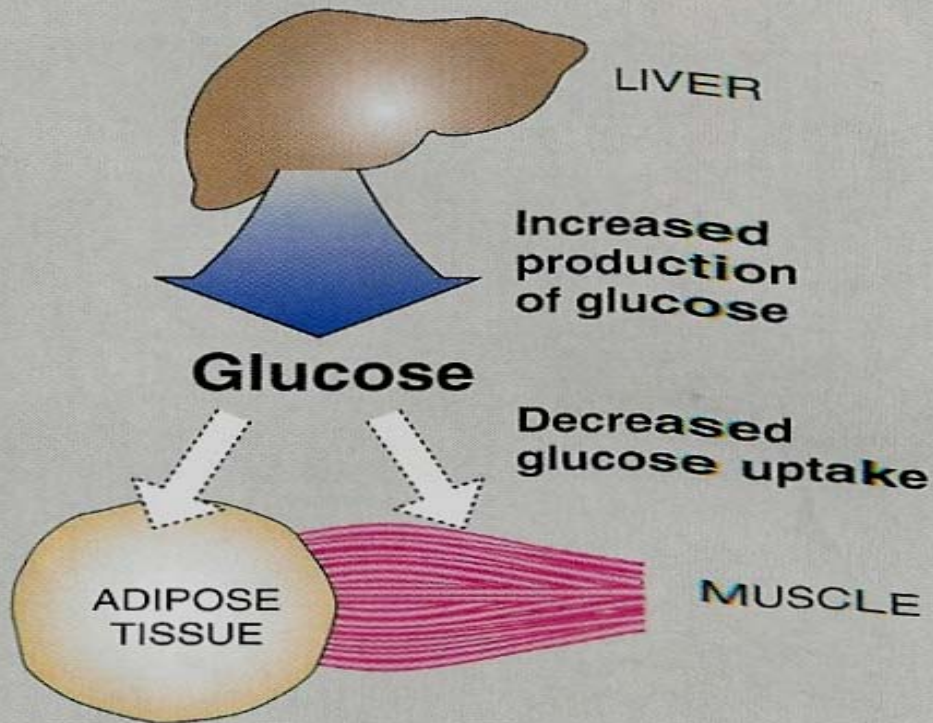 LIVER
Increased
production
of glucose
Glucose
Decreased
glucose uptake
ADIPOSE
TISSUE
MUSCLE